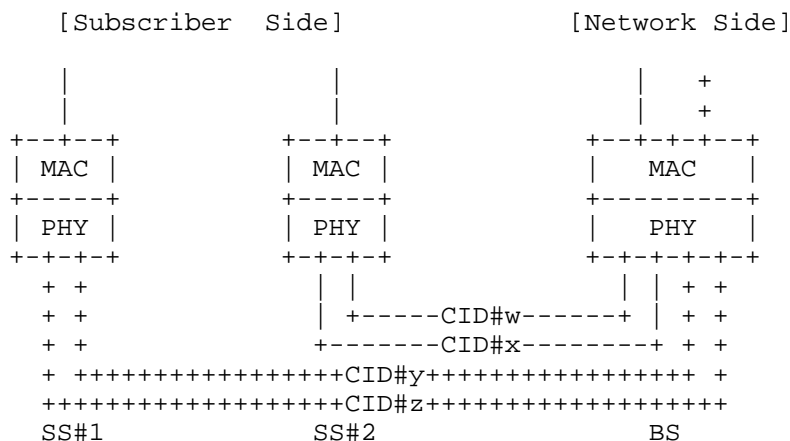 [Subscriber Side] [Network Side]
MAC MAC MAC
PHY PHY PHY
CID#w
CID#x
CID#y
CID#z
SS#1 SS#2 BS